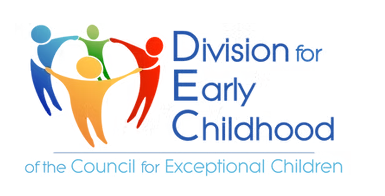 Division for
Early
Childhood
of the Council for Exceptional Children